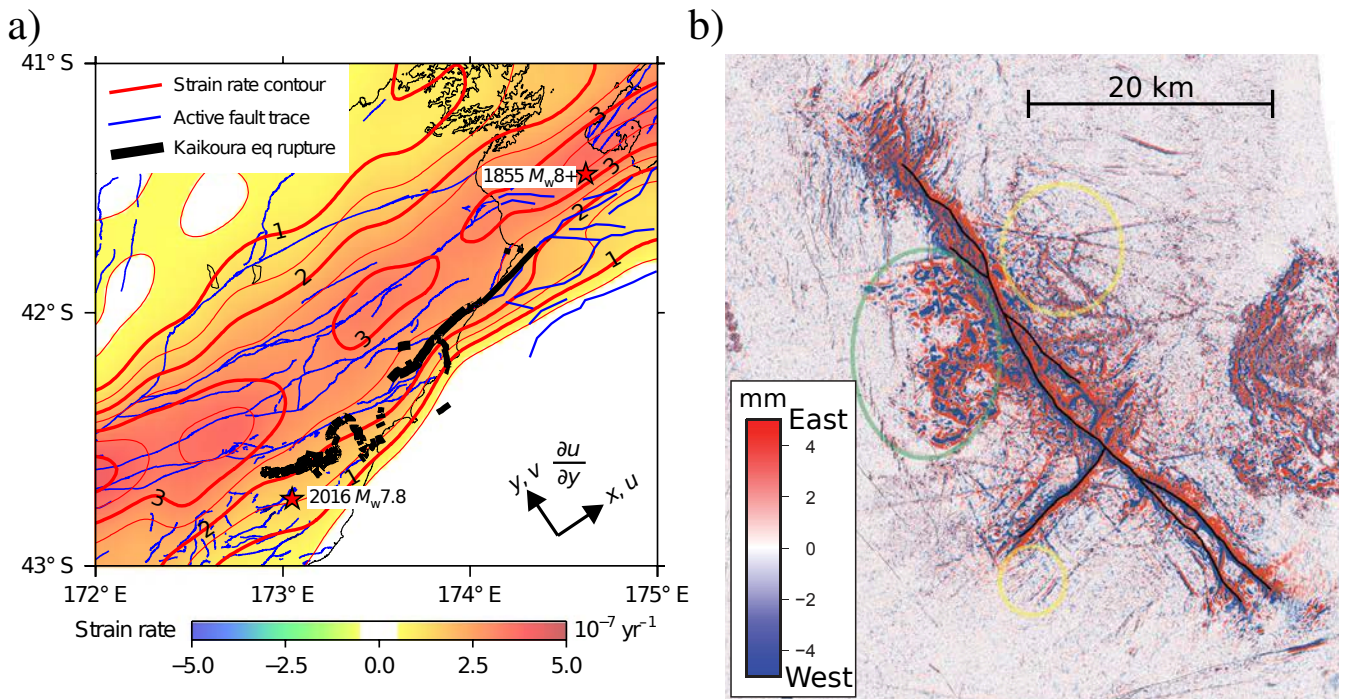 a)
41° S
42° S
43° S
172° E
173° E
174° E
175° E
Strain rate contour
Active fault trace
Kaikoura eq rupture
1855 Mw8+
2016 Mw7.8
1
2
3
3
3
2
1
3
2
1
y, v
∂u
∂y
x, u
Strain rate
10⁻⁷ yr⁻¹
−5.0
−2.5
0.0
2.5
5.0
b)
20 km
mm
East
4
2
0
−2
−4
West